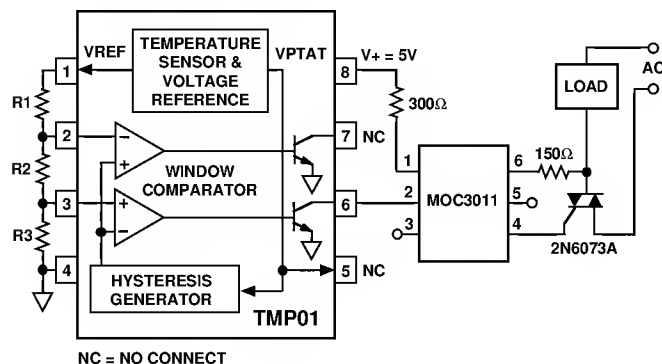 TEMPERATURE
SENSOR &
VOLTAGE
REFERENCE
VREF
VPTAT
1
8
V+ = 5V
R1
300Ω
2
7
NC
R2
WINDOW
COMPARATOR
3
6
R3
4
5
NC
HYSTERESIS
GENERATOR
TMP01
1
2
3
MOC3011
6
5
4
150Ω
LOAD
AC
2N6073A
NC = NO CONNECT